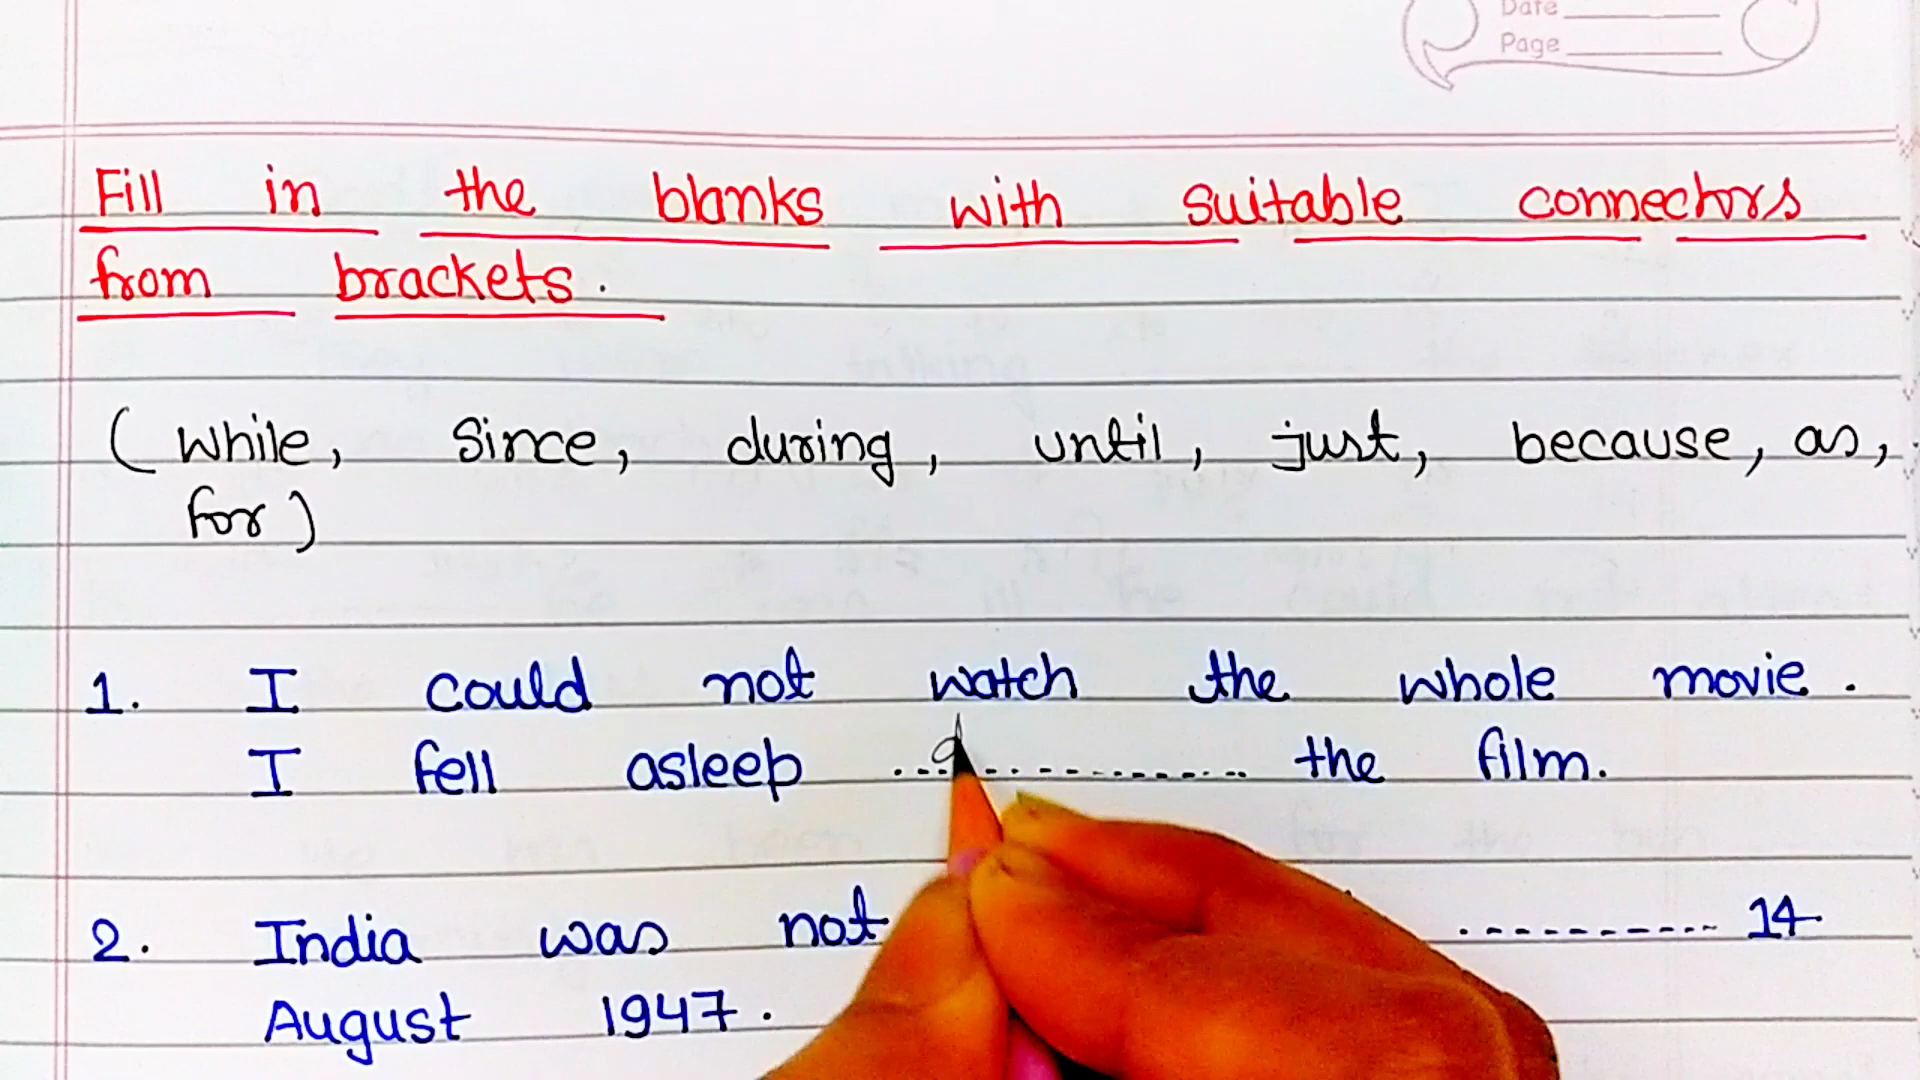 Date
Page
Fill in the blanks with suitable connectors
from brackets.
( While, Since, during, until, just, because, as,
for)
1. I could not watch the whole movie.
I fell asleep .............. the film.
2. India was not ........... 14
August 1947.